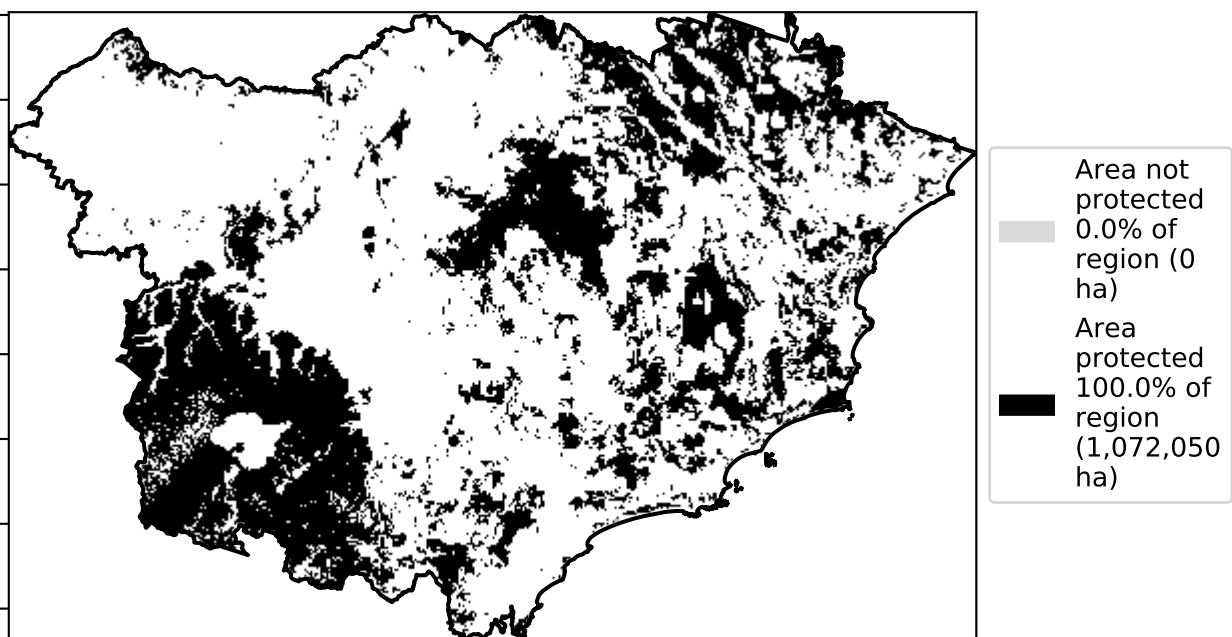 Area not
protected
0.0% of
region (0
ha)
Area
protected
100.0% of
region
(1,072,050
ha)